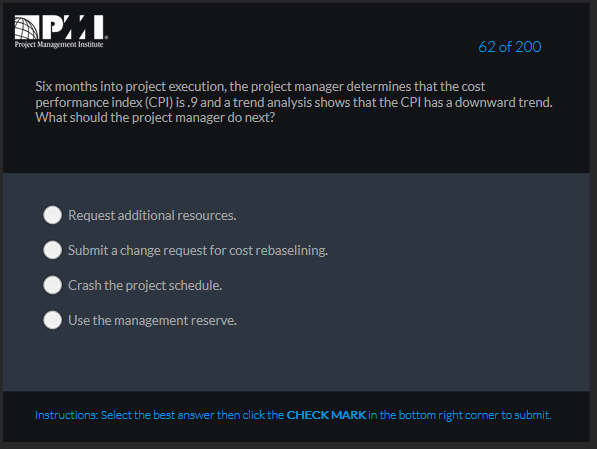 PMI
Project Management Institute
62 of 200
Six months into project execution, the project manager determines that the cost
performance index (CPI) is .9 and a trend analysis shows that the CPI has a downward trend.
What should the project manager do next?
Request additional resources.
Submit a change request for cost rebaselining.
Crash the project schedule.
Use the management reserve.
Instructions: Select the best answer then click the CHECK MARK in the bottom right corner to submit.